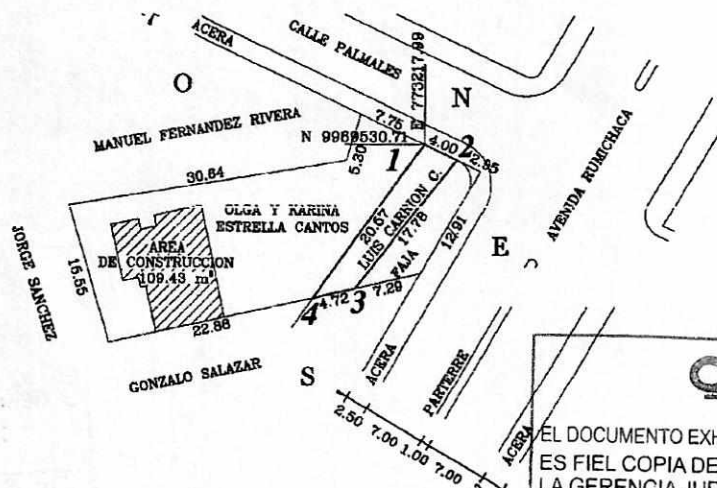 ACERA
CALLE PALMALES
E 773217.99
O
N
MANUEL FERNANDEZ RIVERA
7.75
N 9969530.71
4.00
2
2.85
1
5.30
30.64
AVENIDA RUMICHACA
OLGA Y KARINA
ESTRELLA CANTOS
20.67
LUIS CARRION C.
17.78
12.91
E
JORGE SANCHEZ
15.55
AREA
DE CONSTRUCCION
109.43 m²
FAJA
4.72
3
7.29
4
22.88
GONZALO SALAZAR
S
ACERA
PARTERRE
ACERA
2.50 7.00 1.00 7.00
EL DOCUMENTO EXH
ES FIEL COPIA DE
LA GERENCIA JUR